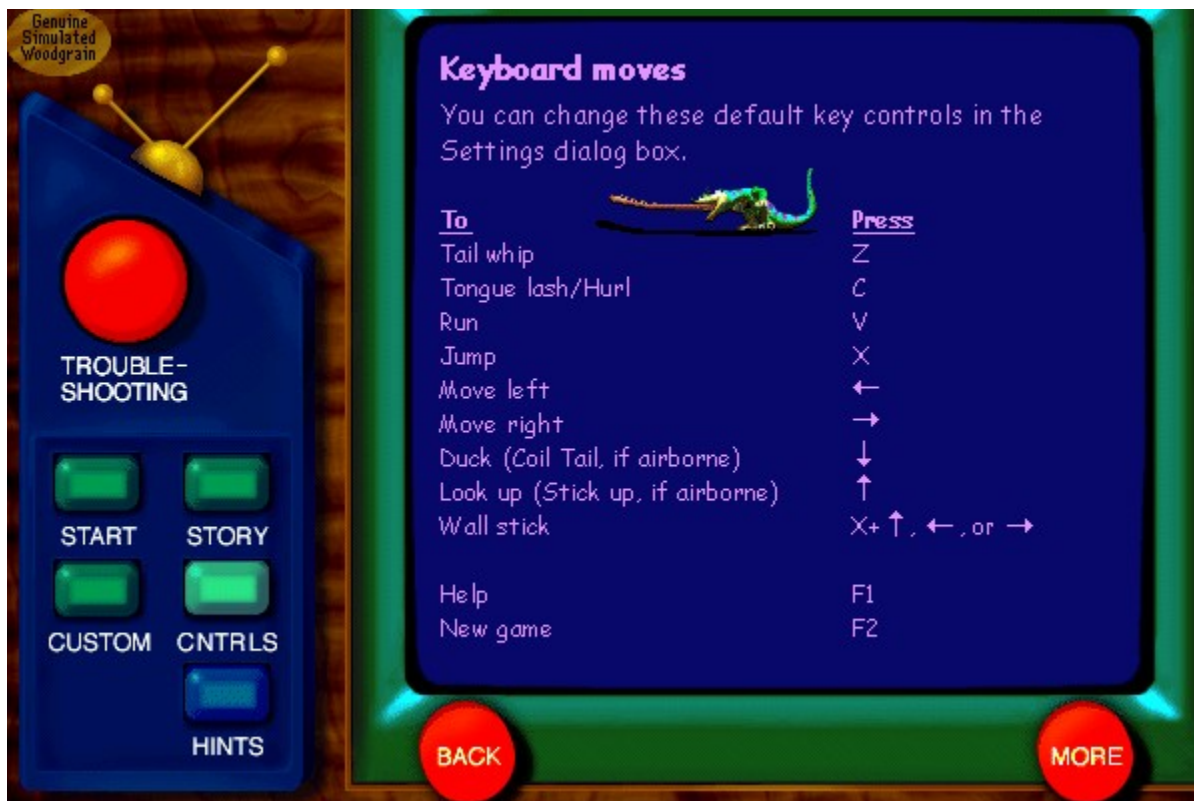 Genuine
Simulated
Woodgrain
TROUBLE-
SHOOTING
START STORY
CUSTOM CNTRLS
HINTS
Keyboard moves
You can change these default key controls in the
Settings dialog box.
To Press
Tail whip Z
Tongue lash/Hurl C
Run V
Jump X
Move left ←
Move right →
Duck (Coil Tail, if airborne) ↓
Look up (Stick up, if airborne) ↑
Wall stick X+ ↑, ←, or →
Help F1
New game F2
BACK MORE